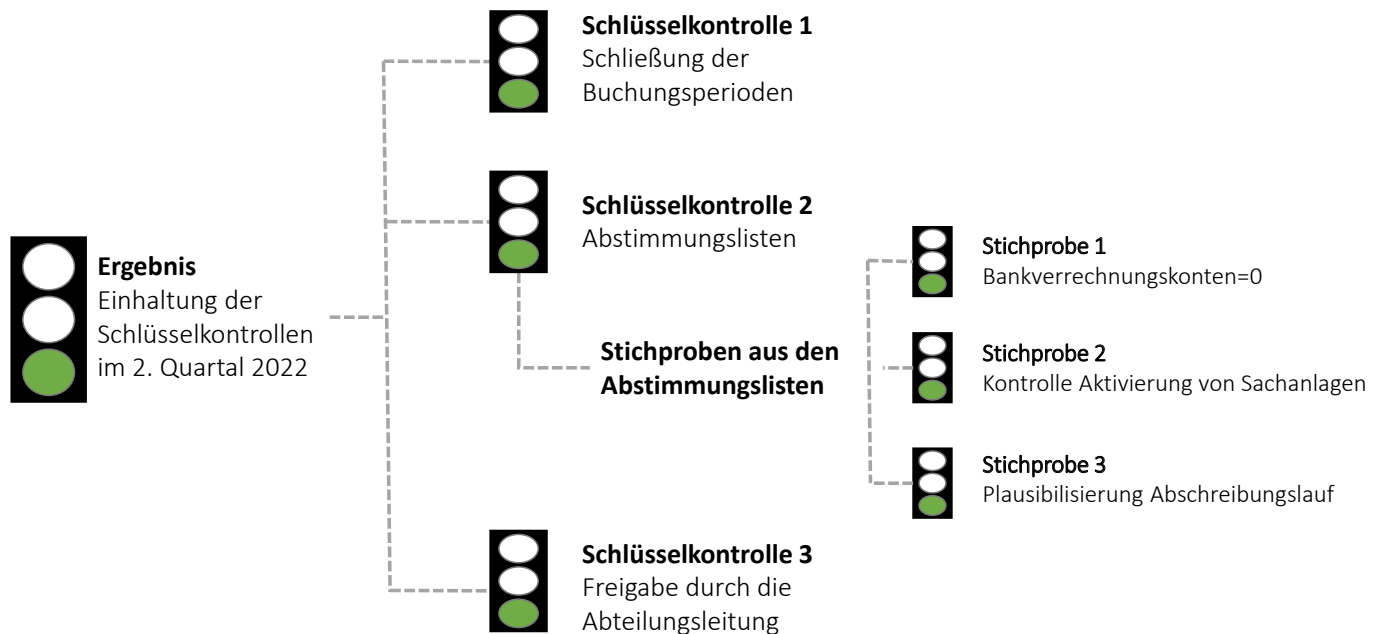 Schlüsselkontrolle 1
Schließung der
Buchungsperioden
Schlüsselkontrolle 2
Abstimmungslisten
Ergebnis
Einhaltung der
Schlüsselkontrollen
im 2. Quartal 2022
Stichproben aus den
Abstimmungslisten
Stichprobe 1
Bankverrechnungskonten=0
Stichprobe 2
Kontrolle Aktivierung von Sachanlagen
Stichprobe 3
Plausibilisierung Abschreibungslauf
Schlüsselkontrolle 3
Freigabe durch die
Abteilungsleitung